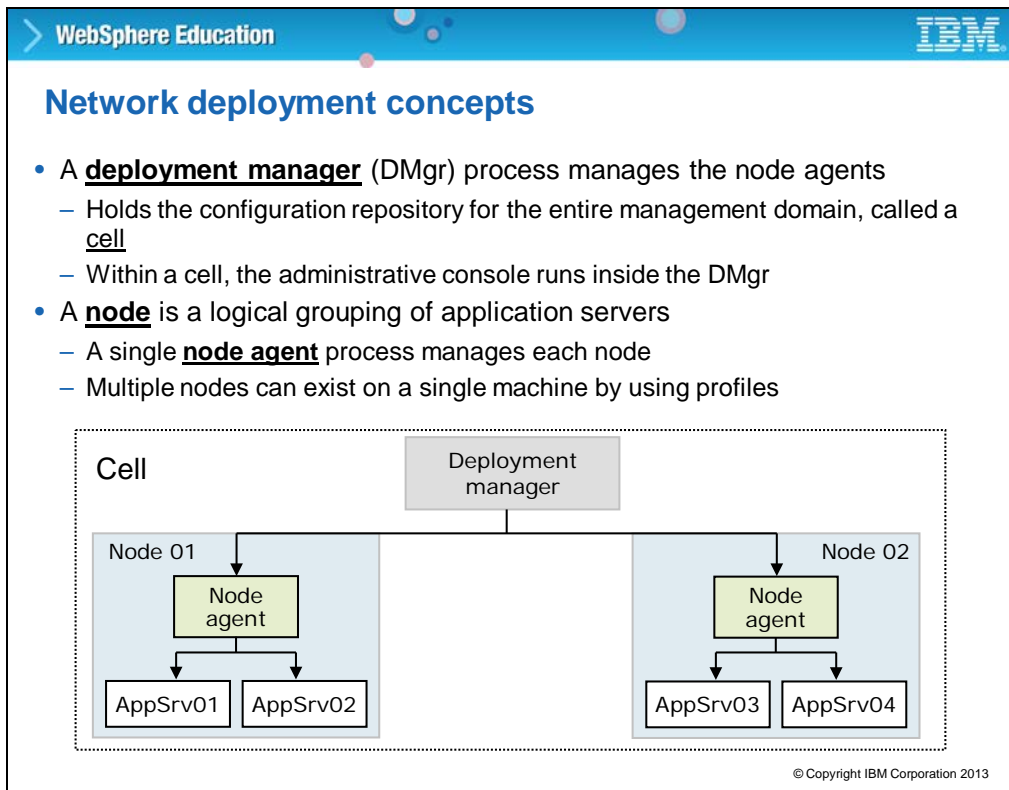 WebSphere Education
IBM.
Network deployment concepts
• A deployment manager (DMgr) process manages the node agents
– Holds the configuration repository for the entire management domain, called a
cell
– Within a cell, the administrative console runs inside the DMgr
• A node is a logical grouping of application servers
– A single node agent process manages each node
– Multiple nodes can exist on a single machine by using profiles
Cell
Deployment
manager
Node 01
Node 02
Node
agent
Node
agent
AppSrv01
AppSrv02
AppSrv03
AppSrv04
© Copyright IBM Corporation 2013